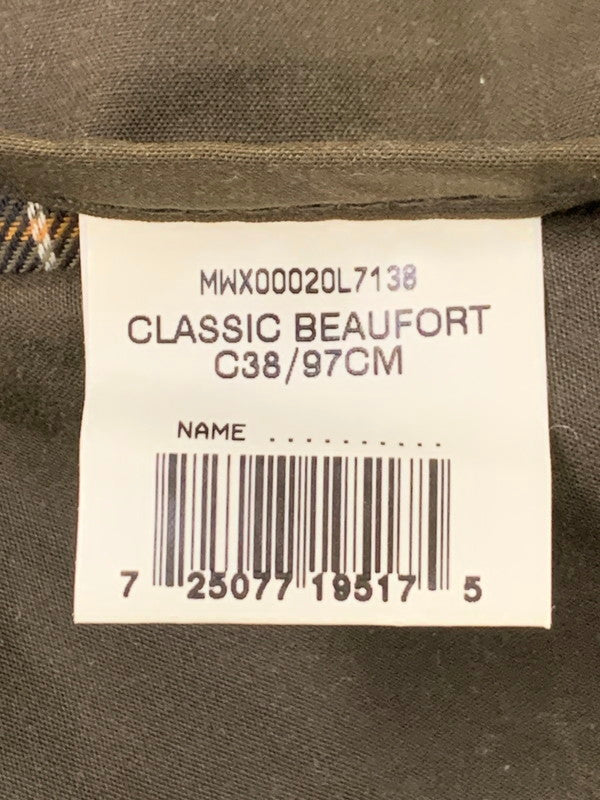 MWX00020L7138
CLASSIC BEAUFORT
C38/97CM
NAME ..........
7 25077 19517 5